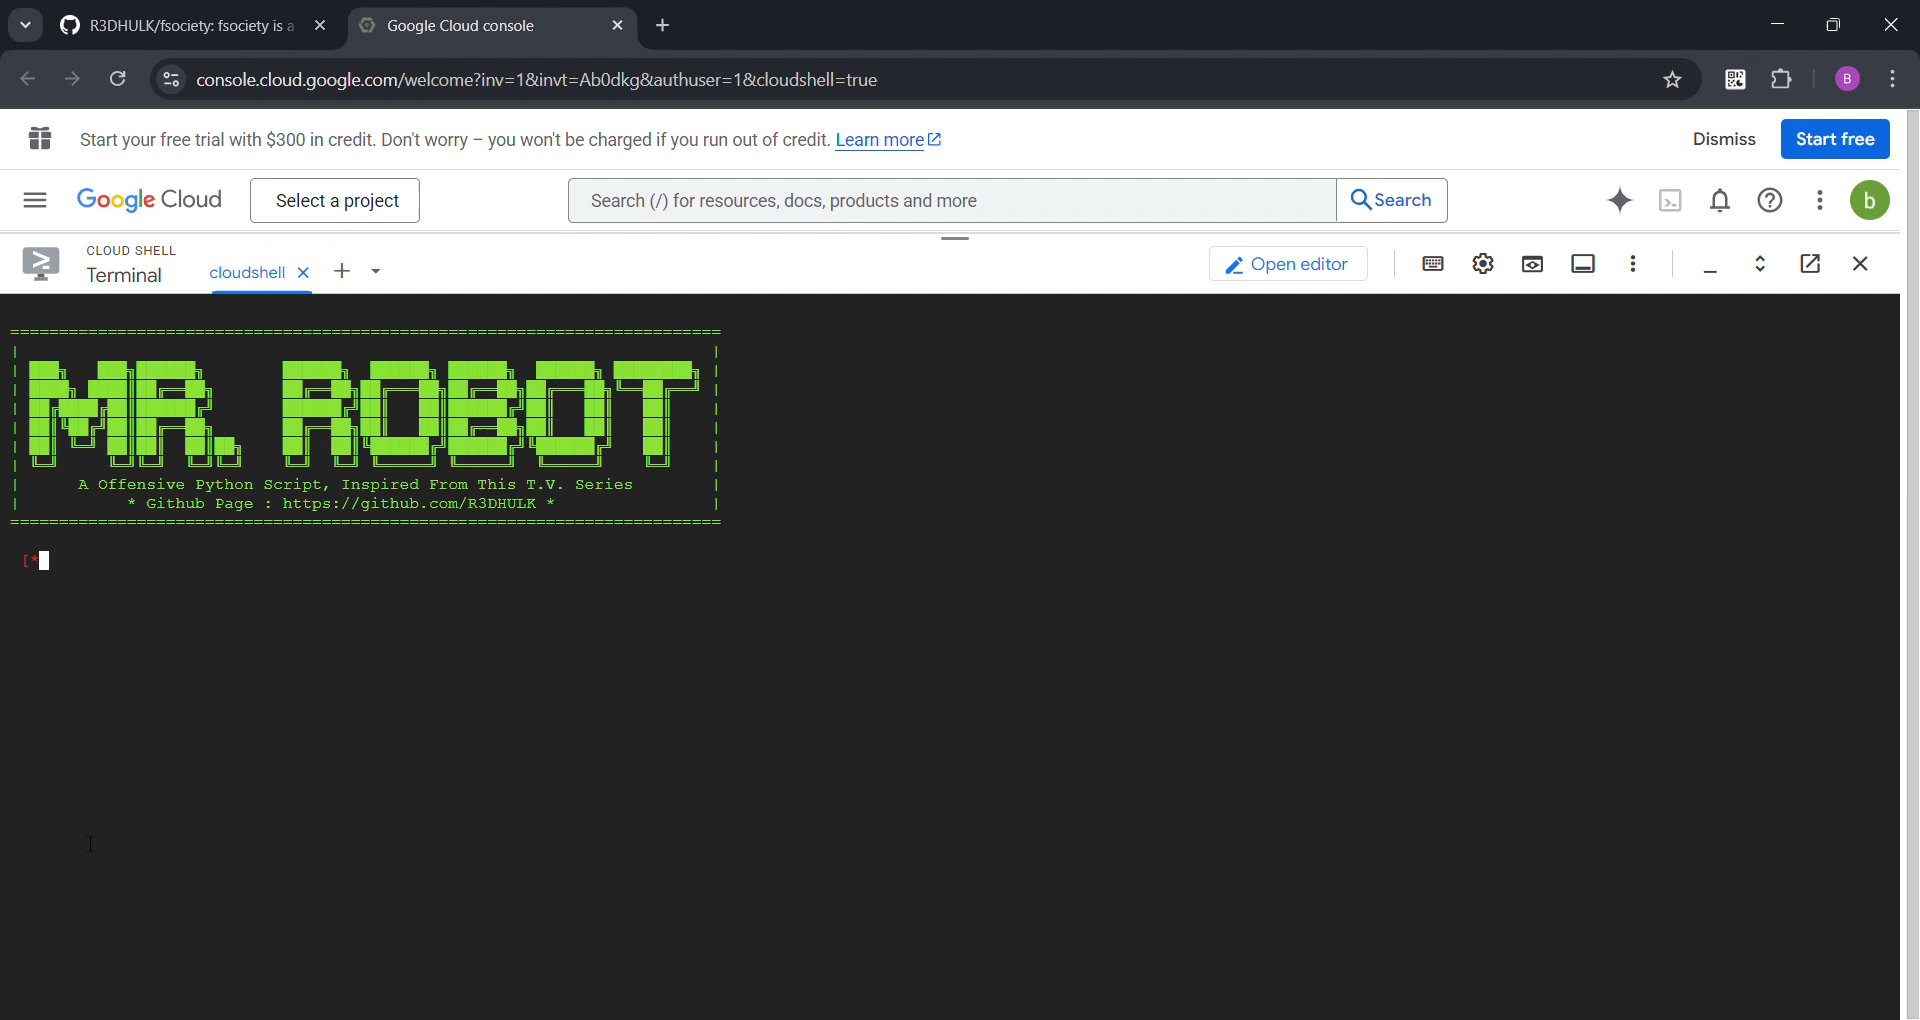 R3DHULK/fsociety: fsociety is a
Google Cloud console
console.cloud.google.com/welcome?inv=1&invt=Ab0dkg&authuser=1&cloudshell=true
B
Start your free trial with $300 in credit. Don't worry – you won't be charged if you run out of credit. Learn more
Dismiss
Start free
Google Cloud
Select a project
Search (/) for resources, docs, products and more
Search
b
CLOUD SHELL
Terminal
cloudshell
Open editor
MR. ROBOT
A Offensive Python Script, Inspired From This T.V. Series
* Github Page : https://github.com/R3DHULK *
[*